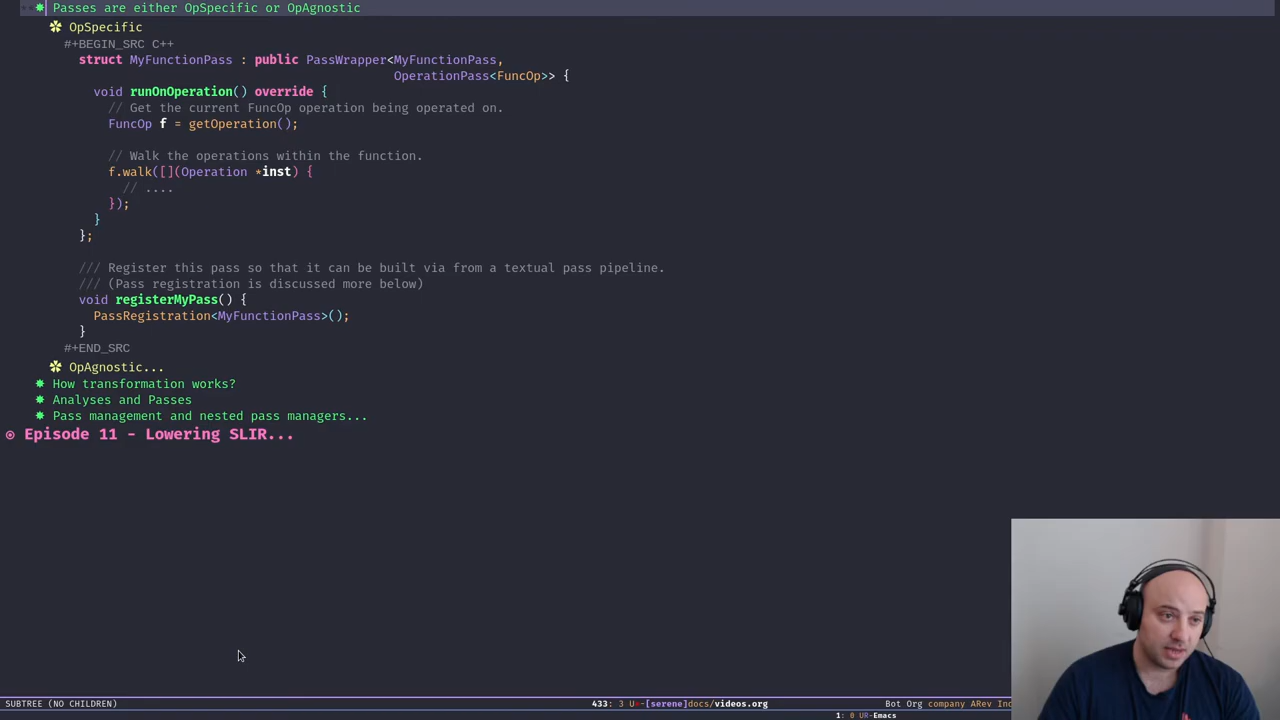 Passes are either OpSpecific or OpAgnostic
OpSpecific
#+BEGIN_SRC C++
struct MyFunctionPass : public PassWrapper<MyFunctionPass,
OperationPass<FuncOp>> {
void runOnOperation() override {
// Get the current FuncOp operation being operated on.
FuncOp f = getOperation();
// Walk the operations within the function.
f.walk([](Operation *inst) {
// ....
});
}
};
/// Register this pass so that it can be built via from a textual pass pipeline.
/// (Pass registration is discussed more below)
void registerMyPass() {
PassRegistration<MyFunctionPass>();
}
#+END_SRC
OpAgnostic...
How transformation works?
Analyses and Passes
Pass management and nested pass managers...
Episode 11 - Lowering SLIR...
SUBTREE (NO CHILDREN) 433: 3 U-[serene]docs/videos.org Bot Org company ARev
1: 0 UR-Emacs